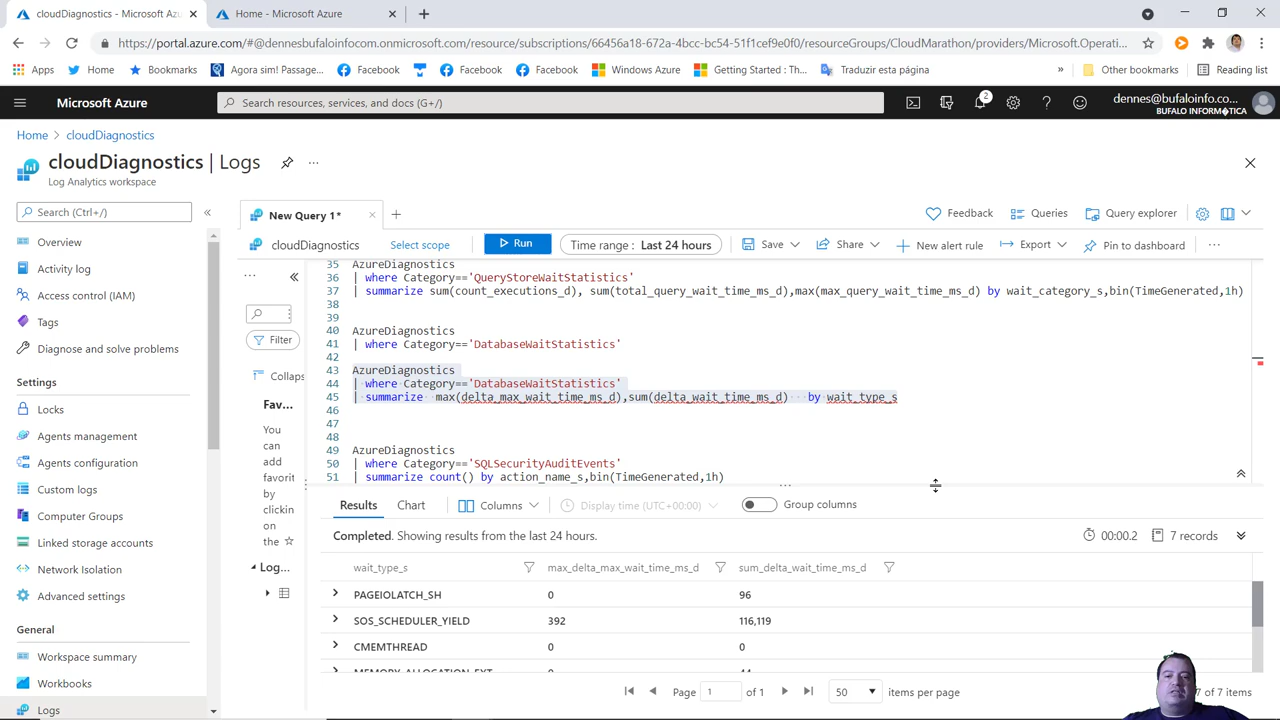 cloudDiagnostics - Microsoft Az
Home - Microsoft Azure
https://portal.azure.com/#@dennesbufaloinfocom.onmicrosoft.com/resource/subscriptions/66456a18-672a-4bcc-bc54-51f1cef9e0f0/resourceGroups/CloudMarathon/providers/Microsoft.Operati...
Apps Home Bookmarks Agora sim! Passage... Facebook Facebook Facebook Windows Azure Getting Started : Th... Traduzir esta página » Other bookmarks Reading list
Microsoft Azure
Search resources, services, and docs (G+/)
2
dennes@bufaloinfo.co...
BUFALO INFORM�TICA
Home > cloudDiagnostics
cloudDiagnostics | Logs
Log Analytics workspace
Search (Ctrl+/)
Overview
Activity log
Access control (IAM)
Tags
Diagnose and solve problems
Settings
Locks
Agents management
Agents configuration
Custom logs
Computer Groups
Linked storage accounts
Network Isolation
Advanced settings
General
Workspace summary
Workbooks
Logs
New Query 1*
Feedback Queries Query explorer
cloudDiagnostics Select scope Run Time range : Last 24 hours Save Share New alert rule Export Pin to dashboard
Filter
Collaps
Fav...
You
can
add
favorit
by
clickin
on
the ☆
Log...
35 AzureDiagnostics
36 | where Category=='QueryStoreWaitStatistics'
37 | summarize sum(count_executions_d), sum(total_query_wait_time_ms_d),max(max_query_wait_time_ms_d) by wait_category_s,bin(TimeGenerated,1h)
38
39
40 AzureDiagnostics
41 | where Category=='DatabaseWaitStatistics'
42
43 AzureDiagnostics
44 | where Category=='DatabaseWaitStatistics'
45 | summarize max(delta_max_wait_time_ms_d),sum(delta_wait_time_ms_d) by wait_type_s
46
47
48
49 AzureDiagnostics
50 | where Category=='SQLSecurityAuditEvents'
51 | summarize count() by action_name_s,bin(TimeGenerated,1h)
Results Chart Columns Display time (UTC+00:00) Group columns
Completed. Showing results from the last 24 hours. 00:00.2 7 records
wait_type_s max_delta_max_wait_time_ms_d sum_delta_wait_time_ms_d
PAGEIOLATCH_SH 0 96
SOS_SCHEDULER_YIELD 392 116,119
CMEMTHREAD 0 0
MEMORY_ALLOCATION_EXT 0 44
Page 1 of 1 50 items per page
7 of 7 items